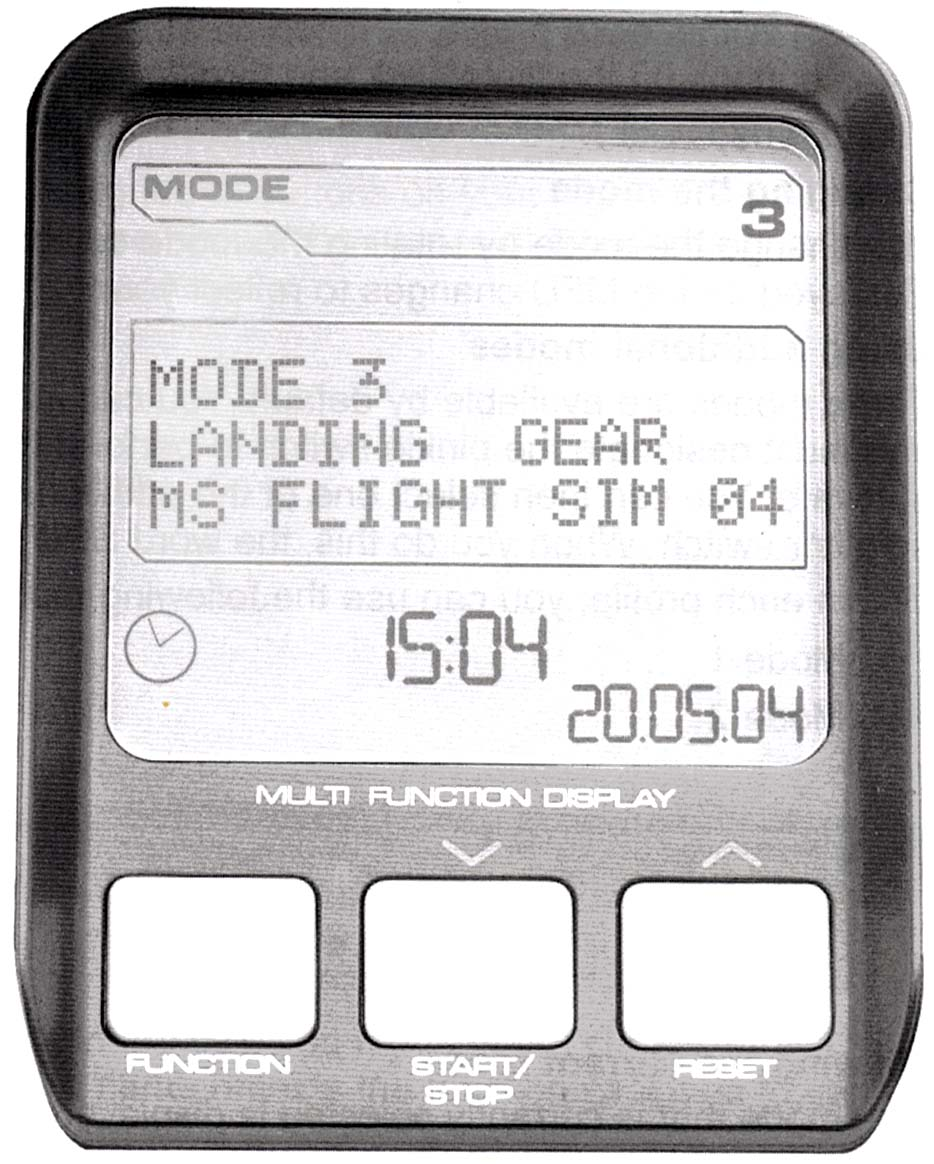 MODE
3
MODE 3
LANDING GEAR
MS FLIGHT SIM 04
15:04
20.05.04
MULTI FUNCTION DISPLAY
FUNCTION
START/
STOP
RESET